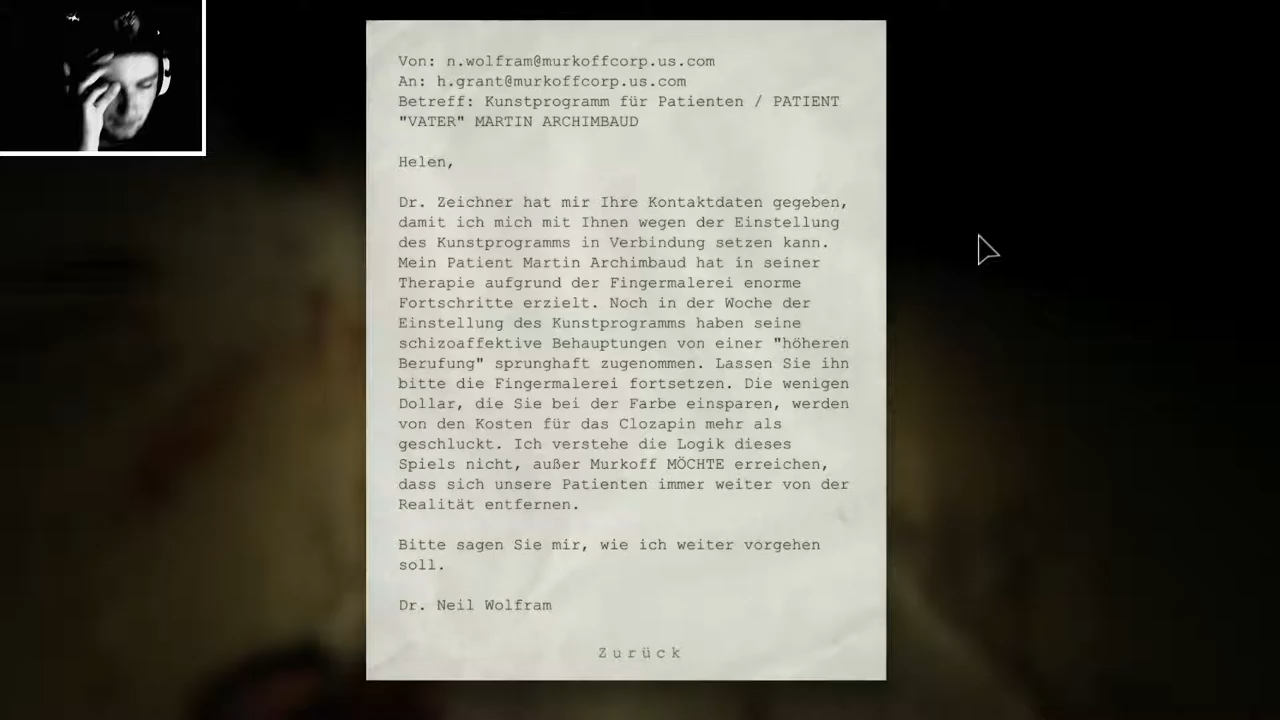 Von: n.wolfram@murkoffcorp.us.com
An: h.grant@murkoffcorp.us.com
Betreff: Kunstprogramm für Patienten / PATIENT
"VATER" MARTIN ARCHIMBAUD
Helen,
Dr. Zeichner hat mir Ihre Kontaktdaten gegeben,
damit ich mich mit Ihnen wegen der Einstellung
des Kunstprogramms in Verbindung setzen kann.
Mein Patient Martin Archimbaud hat in seiner
Therapie aufgrund der Fingermalerei enorme
Fortschritte erzielt. Noch in der Woche der
Einstellung des Kunstprogramms haben seine
schizoaffektive Behauptungen von einer "höheren
Berufung" sprunghaft zugenommen. Lassen Sie ihn
bitte die Fingermalerei fortsetzen. Die wenigen
Dollar, die Sie bei der Farbe einsparen, werden
von den Kosten für das Clozapin mehr als
geschluckt. Ich verstehe die Logik dieses
Spiels nicht, außer Murkoff MÖCHTE erreichen,
dass sich unsere Patienten immer weiter von der
Realität entfernen.
Bitte sagen Sie mir, wie ich weiter vorgehen
soll.
Dr. Neil Wolfram
Zurück